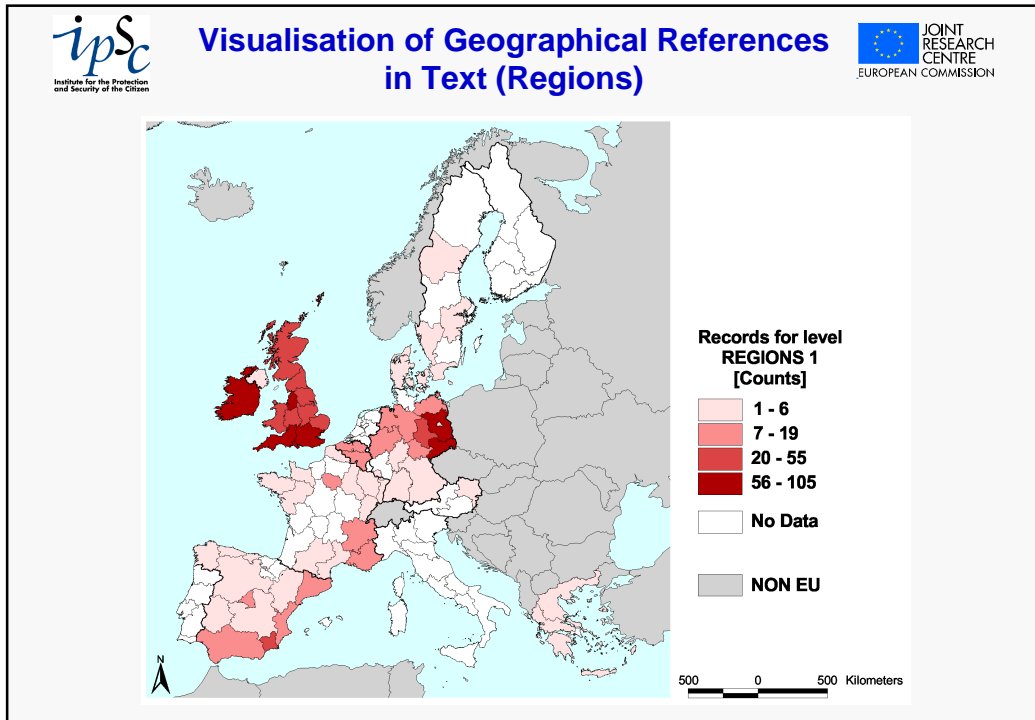 ipSc
Institute for the Protection
and Security of the Citizen
Visualisation of Geographical References
in Text (Regions)
JOINT
RESEARCH
CENTRE
EUROPEAN COMMISSION
Records for level
REGIONS 1
[Counts]
1 - 6
7 - 19
20 - 55
56 - 105
No Data
NON EU
N
500 0 500 Kilometers